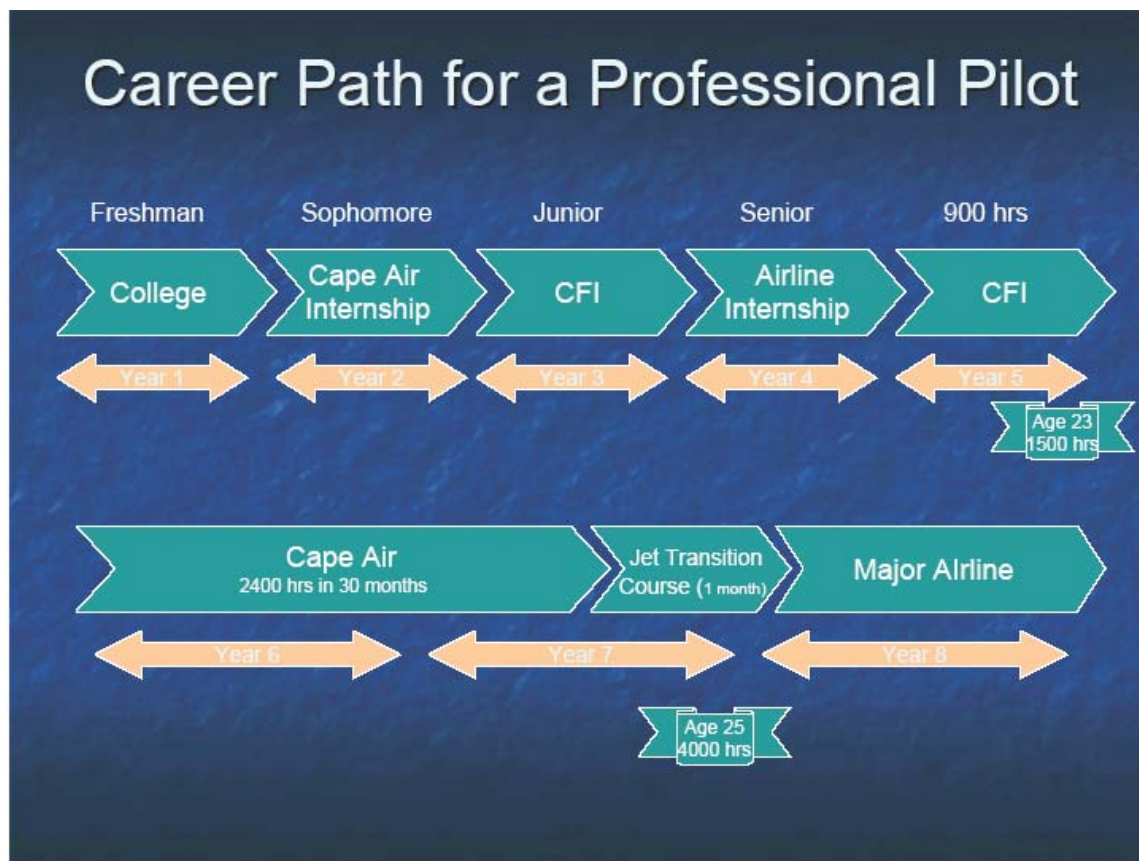 Career Path for a Professional Pilot
Freshman
Sophomore
Junior
Senior
900 hrs
College
Cape Air
Internship
CFI
Airline
Internship
CFI
Year 1
Year 2
Year 3
Year 4
Year 5
Age 23
1500 hrs
Cape Air
2400 hrs in 30 months
Jet Transition
Course (1 month)
Major AIrline
Year 6
Year 7
Year 8
Age 25
4000 hrs